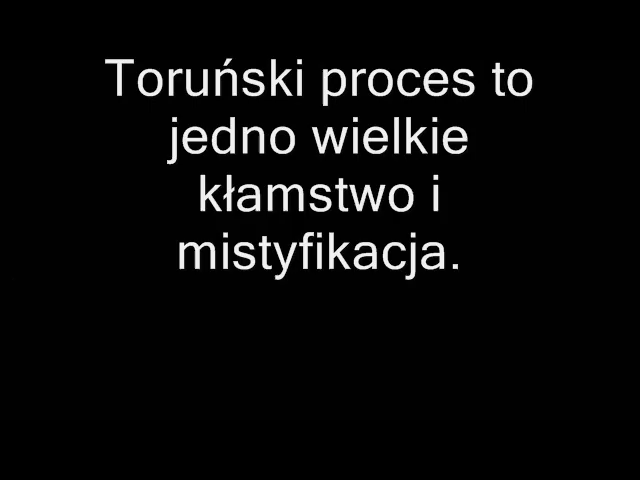 Toruński proces to
jedno wielkie
kłamstwo i
mistyfikacja.